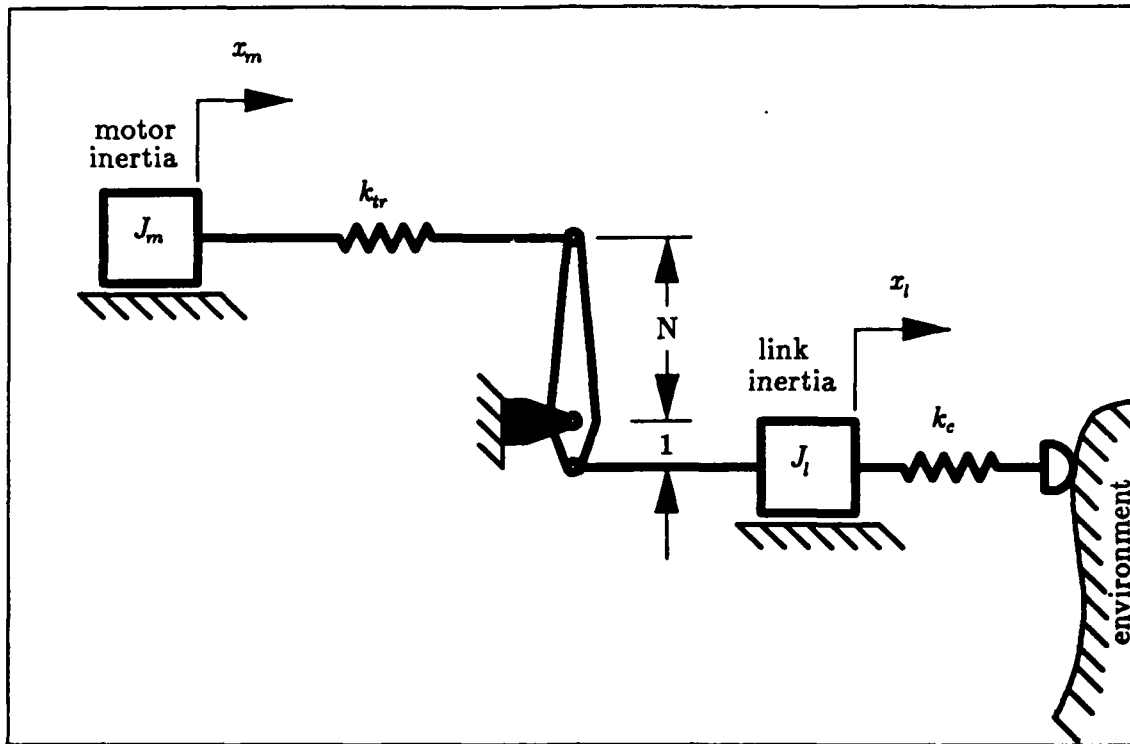 x_m
motor
inertia
J_m
k_tr
N
1
x_l
link
inertia
J_l
k_e
environment